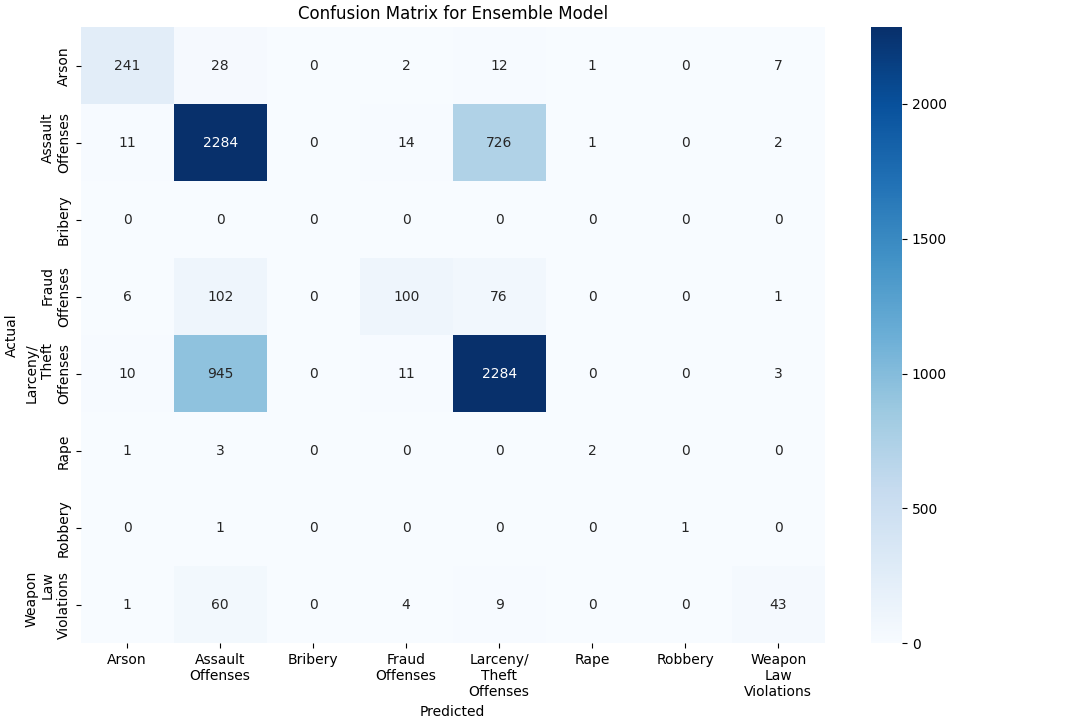 Confusion Matrix for Ensemble Model
Actual
Arson
241 28 0 2 12 1 0 7
Assault
Offenses
11 2284 0 14 726 1 0 2
Bribery
0 0 0 0 0 0 0 0
Fraud
Offenses
6 102 0 100 76 0 0 1
Larceny/
Theft
Offenses
10 945 0 11 2284 0 0 3
Rape
1 3 0 0 0 2 0 0
Robbery
0 1 0 0 0 0 1 0
Weapon
Law
Violations
1 60 0 4 9 0 0 43
Arson
Assault
Offenses
Bribery
Fraud
Offenses
Larceny/
Theft
Offenses
Rape
Robbery
Weapon
Law
Violations
Predicted
2000
1500
1000
500
0